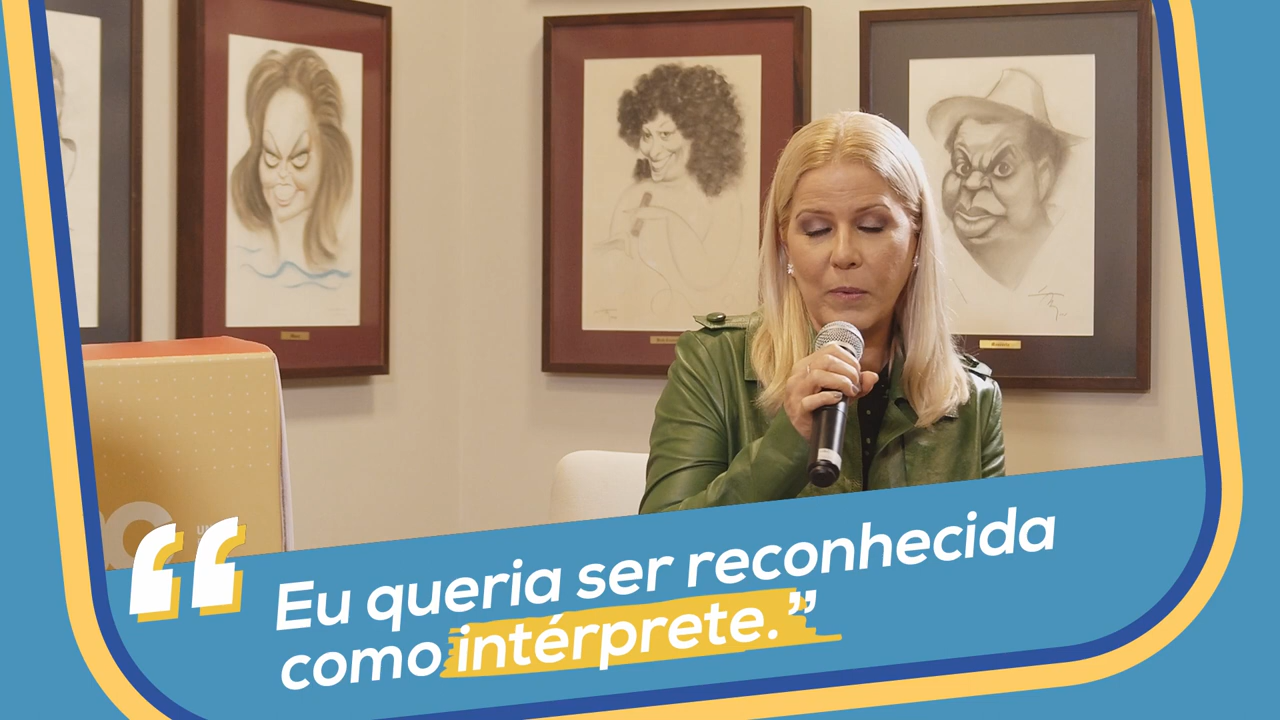 “Eu queria ser reconhecida
como intérprete.”